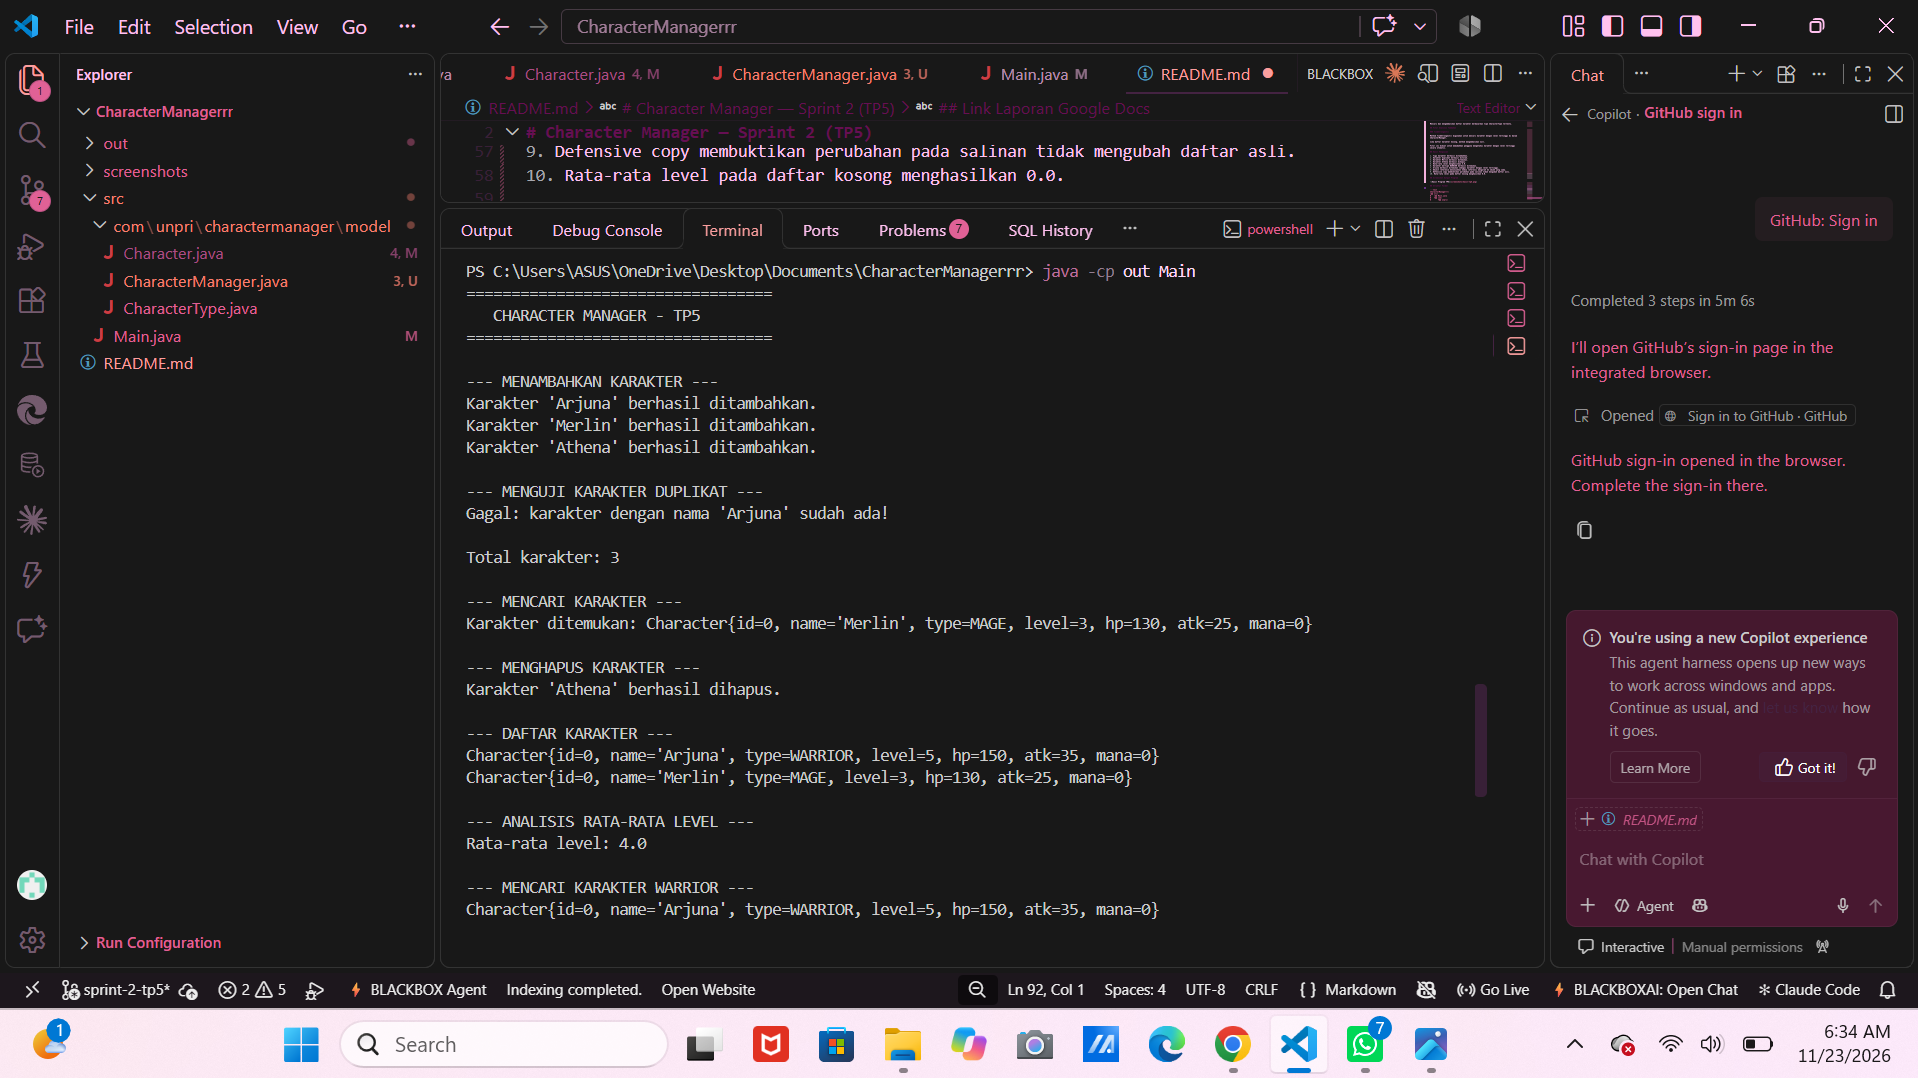 File Edit Selection View Go ···
CharacterManagerrr
Explorer
CharacterManagerrr
out
screenshots
src
com\unpri\charactermanager\model
Character.java 4, M
CharacterManager.java 3, U
CharacterType.java
Main.java M
README.md
Run Configuration
1
7
va
Character.java 4, M
CharacterManager.java 3, U
Main.java M
README.md
BLACKBOX
README.md > # Character Manager — Sprint 2 (TP5) > ## Link Laporan Google Docs
Text Editor
2 # Character Manager — Sprint 2 (TP5)
57 9. Defensive copy membuktikan perubahan pada salinan tidak mengubah daftar asli.
58 10. Rata-rata level pada daftar kosong menghasilkan 0.0.
59
Output Debug Console Terminal Ports Problems 7 SQL History ···
powershell
PS C:\Users\ASUS\OneDrive\Desktop\Documents\CharacterManagerrr> java -cp out Main
==================================
CHARACTER MANAGER - TP5
==================================
--- MENAMBAHKAN KARAKTER ---
Karakter 'Arjuna' berhasil ditambahkan.
Karakter 'Merlin' berhasil ditambahkan.
Karakter 'Athena' berhasil ditambahkan.
--- MENGUJI KARAKTER DUPLIKAT ---
Gagal: karakter dengan nama 'Arjuna' sudah ada!
Total karakter: 3
--- MENCARI KARAKTER ---
Karakter ditemukan: Character{id=0, name='Merlin', type=MAGE, level=3, hp=130, atk=25, mana=0}
--- MENGHAPUS KARAKTER ---
Karakter 'Athena' berhasil dihapus.
--- DAFTAR KARAKTER ---
Character{id=0, name='Arjuna', type=WARRIOR, level=5, hp=150, atk=35, mana=0}
Character{id=0, name='Merlin', type=MAGE, level=3, hp=130, atk=25, mana=0}
--- ANALISIS RATA-RATA LEVEL ---
Rata-rata level: 4.0
--- MENCARI KARAKTER WARRIOR ---
Character{id=0, name='Arjuna', type=WARRIOR, level=5, hp=150, atk=35, mana=0}
Chat
Copilot · GitHub sign in
GitHub: Sign in
Completed 3 steps in 5m 6s
I'll open GitHub's sign-in page in the
integrated browser.
Opened Sign in to GitHub · GitHub
GitHub sign-in opened in the browser.
Complete the sign-in there.
You're using a new Copilot experience
This agent harness opens up new ways
to work across windows and apps.
Continue as usual, and let us know how
it goes.
Learn More
Got it!
README.md
Chat with Copilot
Agent
Interactive | Manual permissions
sprint-2-tp5* 2 5 BLACKBOX Agent Indexing completed. Open Website
Ln 92, Col 1 Spaces: 4 UTF-8 CRLF { } Markdown Go Live BLACKBOXAI: Open Chat Claude Code
1
Search
7
6:34 AM
11/23/2026